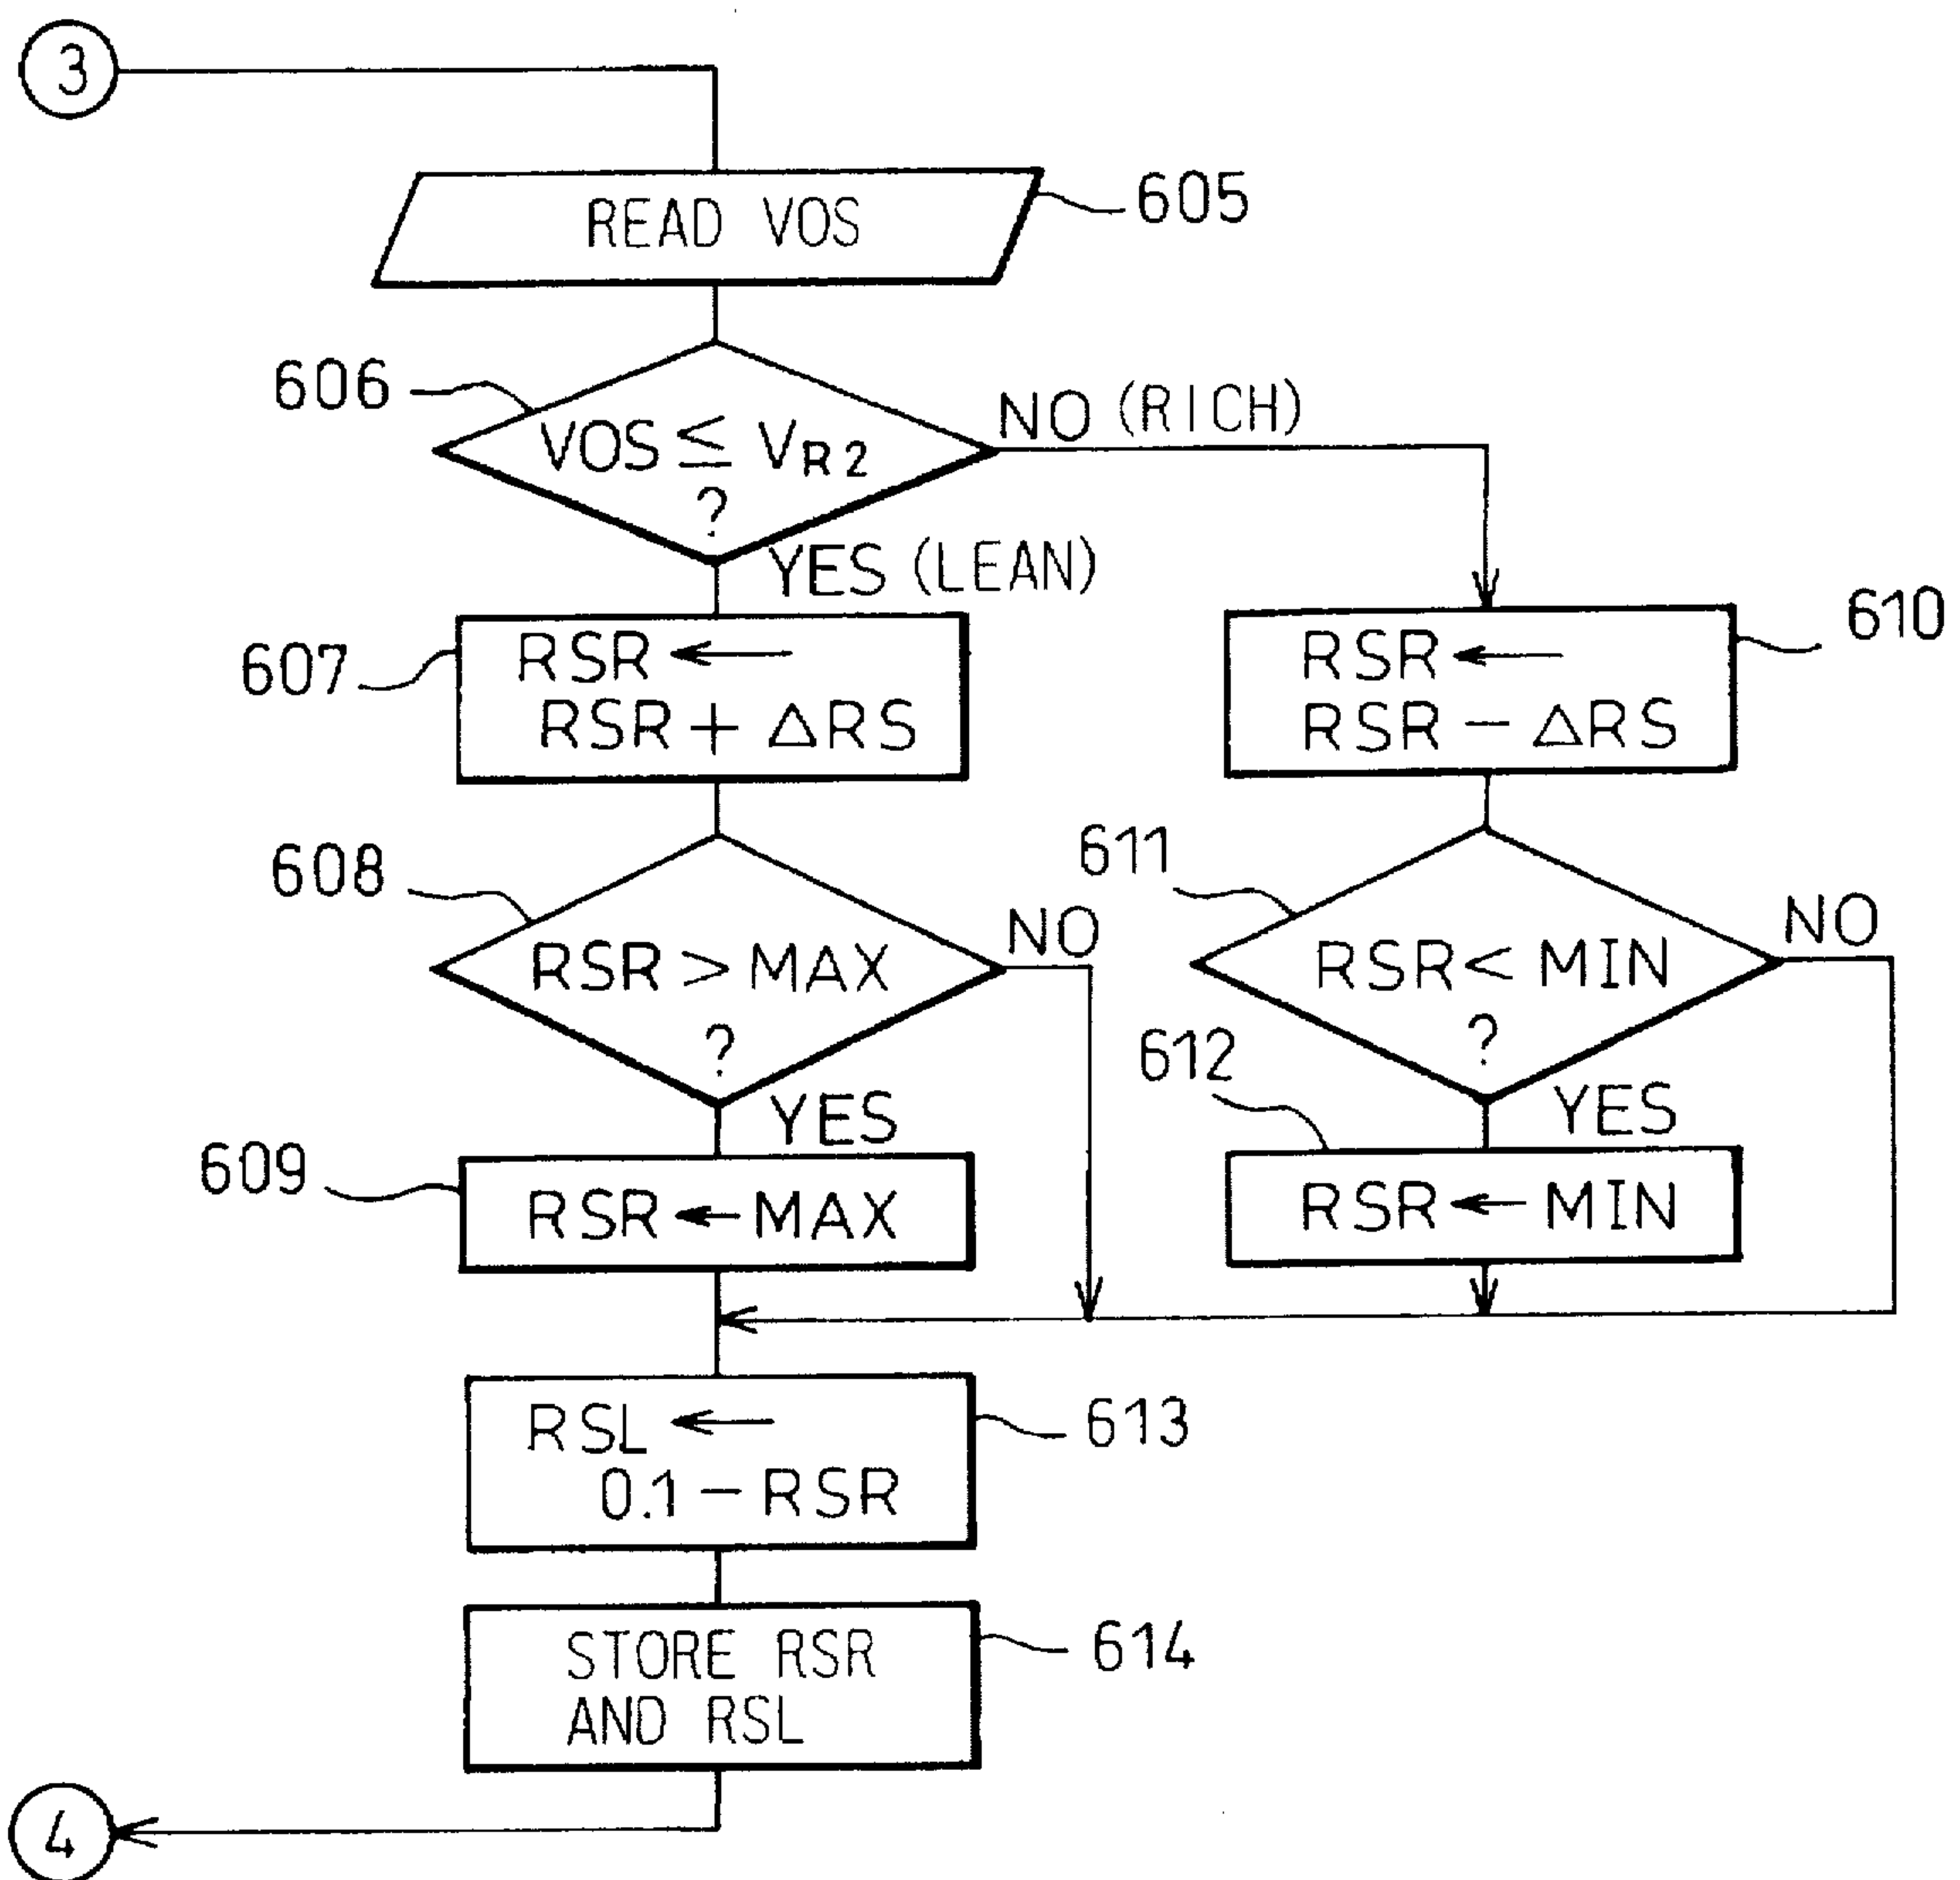 3
READ VOS
605
606
VOS ≦ VR2
?
NO (RICH)
YES (LEAN)
607
RSR ←
RSR + △RS
610
RSR ←
RSR − △RS
608
RSR > MAX
?
NO
YES
611
RSR < MIN
?
NO
YES
609
RSR ← MAX
612
RSR ← MIN
613
RSL ←
0.1 − RSR
614
STORE RSR
AND RSL
4